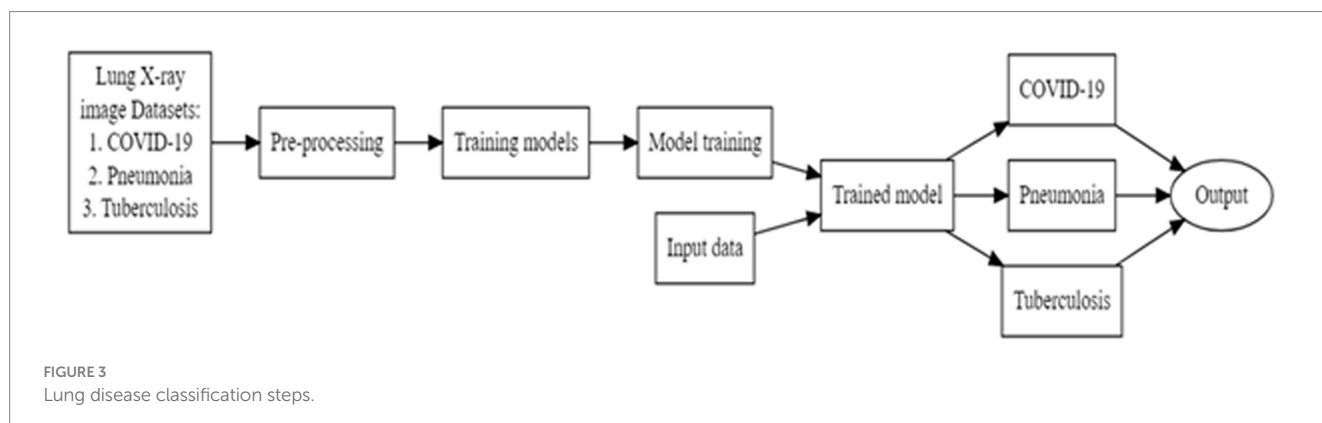 Lung X-ray
image Datasets:
1. COVID-19
2. Pneumonia
3. Tuberculosis
Pre-processing
Training models
Model training
Input data
Trained model
COVID-19
Pneumonia
Tuberculosis
Output
FIGURE 3
Lung disease classification steps.